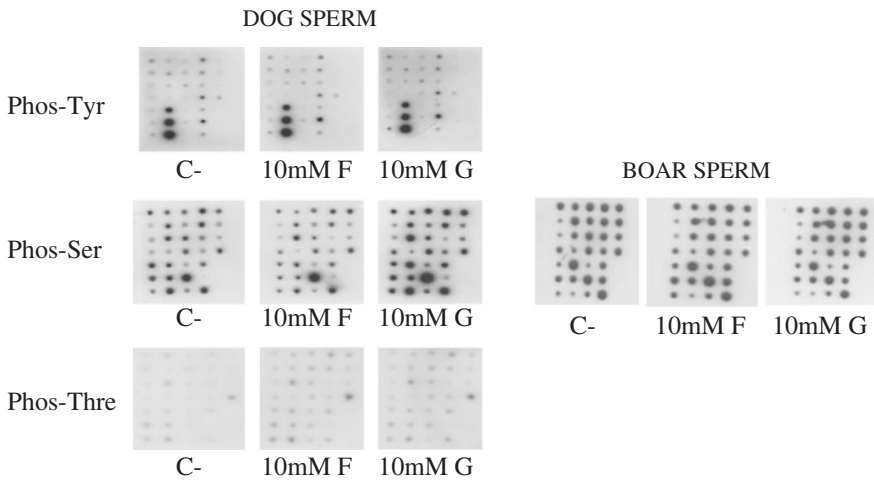 DOG SPERM
Phos-Tyr
C- 10mM F 10mM G
BOAR SPERM
Phos-Ser
C- 10mM F 10mM G
C- 10mM F 10mM G
Phos-Thre
C- 10mM F 10mM G